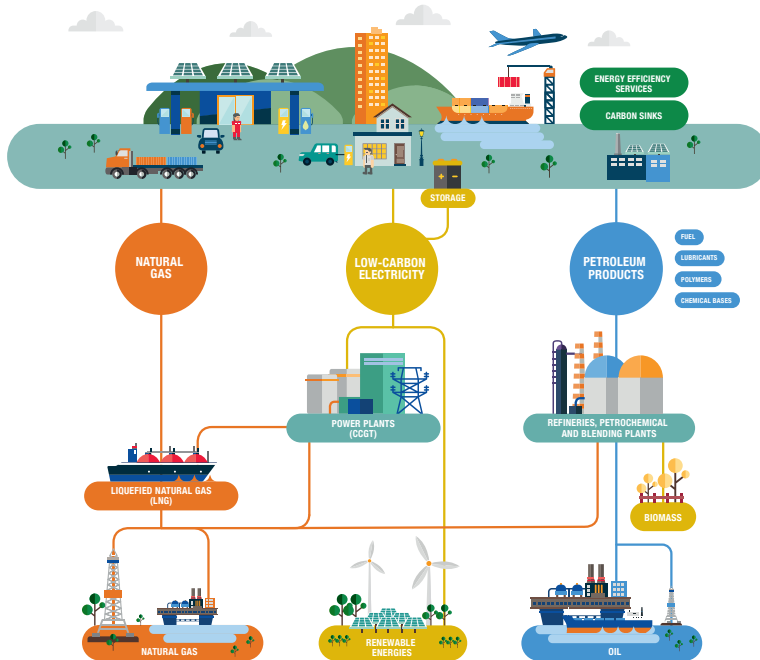 ENERGY EFFICIENCY
SERVICES
CARBON SINKS
STORAGE
NATURAL
GAS
LOW-CARBON
ELECTRICITY
PETROLEUM
PRODUCTS
FUEL
LUBRICANTS
POLYMERS
CHEMICAL BASES
POWER PLANTS
(CCGT)
REFINERIES, PETROCHEMICAL
AND BLENDING PLANTS
LIQUEFIED NATURAL GAS
(LNG)
BIOMASS
NATURAL GAS
RENEWABLE
ENERGIES
OIL